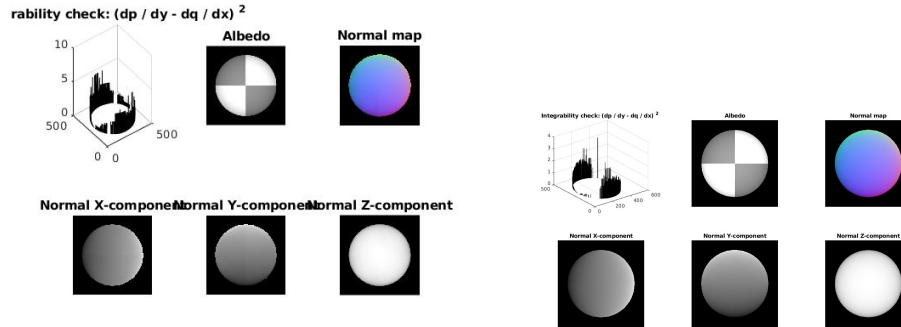 rability check: (dp / dy - dq / dx) 2
10
5
0
500
500
0 0
Albedo
Normal map
Normal X-component
Normal Y-component
Normal Z-component
Integrability check: (dp / dy - dq / dx) 2
4
3
2
1
0
500
600
400
200
0 0
Albedo
Normal map
Normal X-component
Normal Y-component
Normal Z-component